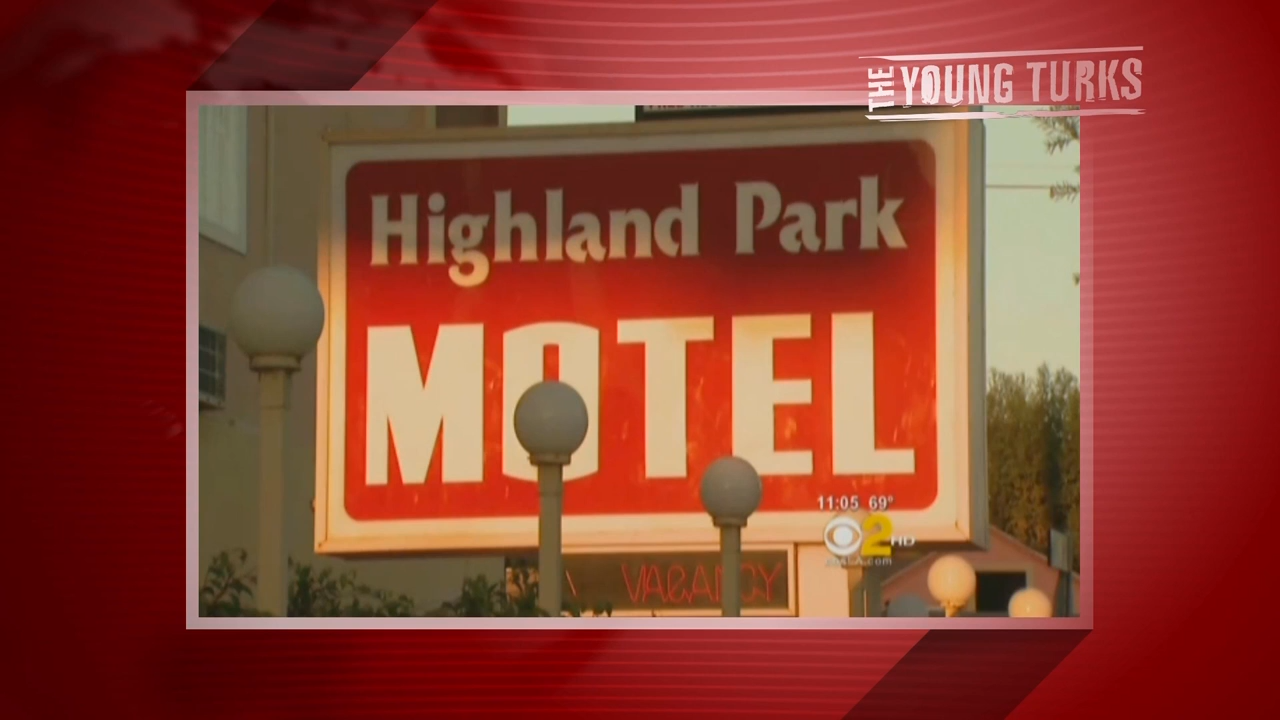 THE YOUNG TURKS
Highland Park
MOTEL
11:05 69°
2 HD
VACANCY